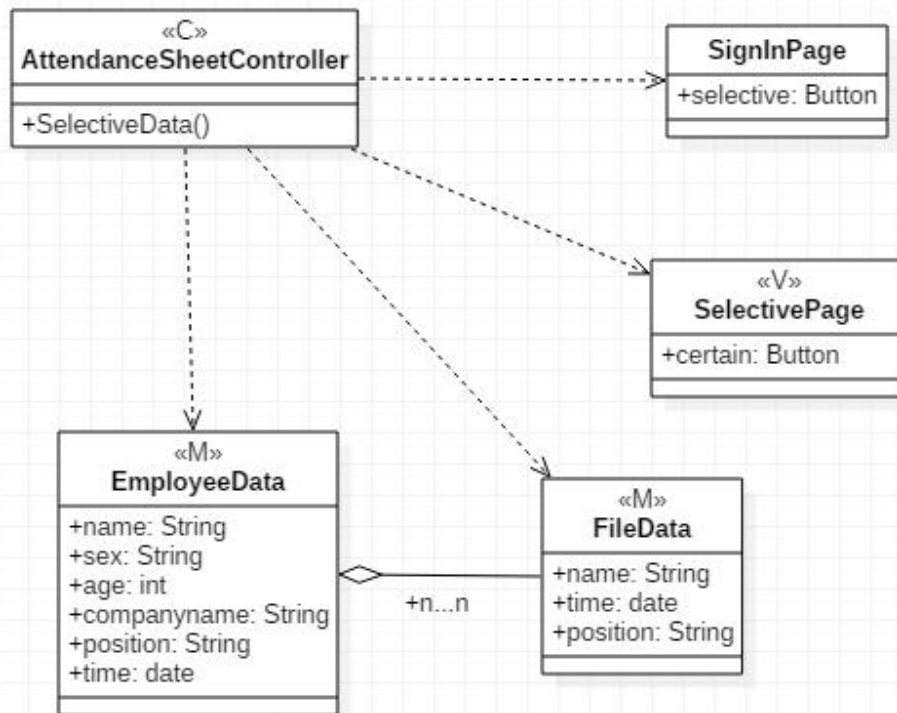 «C»
AttendanceSheetController
+SelectiveData()
SignInPage
+selective: Button
«V»
SelectivePage
+certain: Button
«M»
EmployeeData
+name: String
+sex: String
+age: int
+companyname: String
+position: String
+time: date
+n...n
«M»
FileData
+name: String
+time: date
+position: String